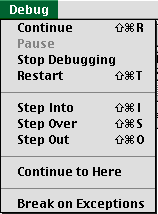 Debug
Continue ⇧⌘R
Pause
Stop Debugging
Restart ⇧⌘T
Step Into ⇧⌘I
Step Over ⇧⌘S
Step Out ⇧⌘O
Continue to Here
Break on Exceptions